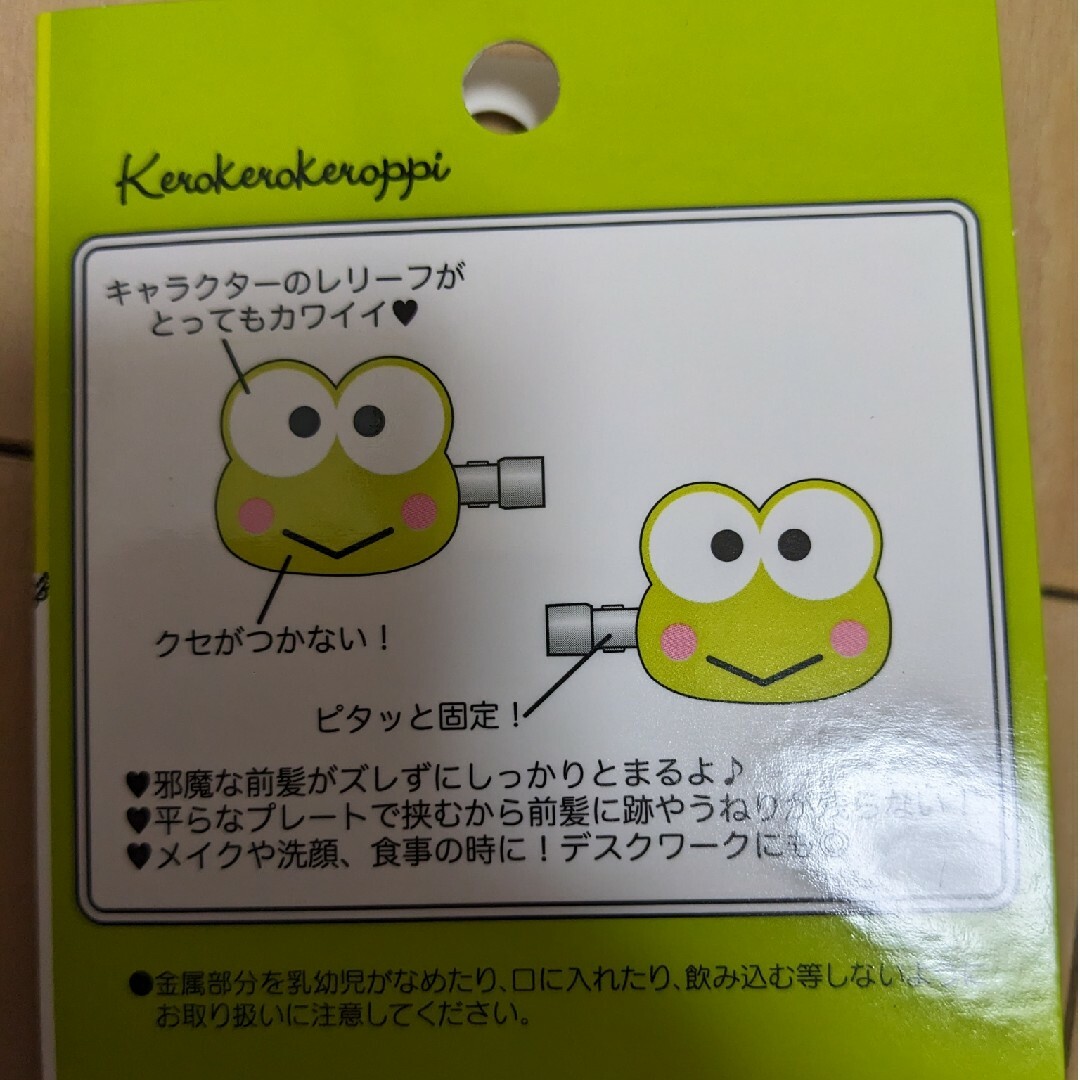 Kerokerokeroppi
キャラクターのレリーフが
とってもカワイイ♥
クセがつかない！
ピタッと固定！
♥邪魔な前髪がズレずにしっかりとまるよ♪
♥平らなプレートで挟むから前髪に跡やうねりが残らない！
♥メイクや洗顔、食事の時に！デスクワークにも◎
●金属部分を乳幼児がなめたり、口に入れたり、飲み込む等しないよう
お取り扱いに注意してください。